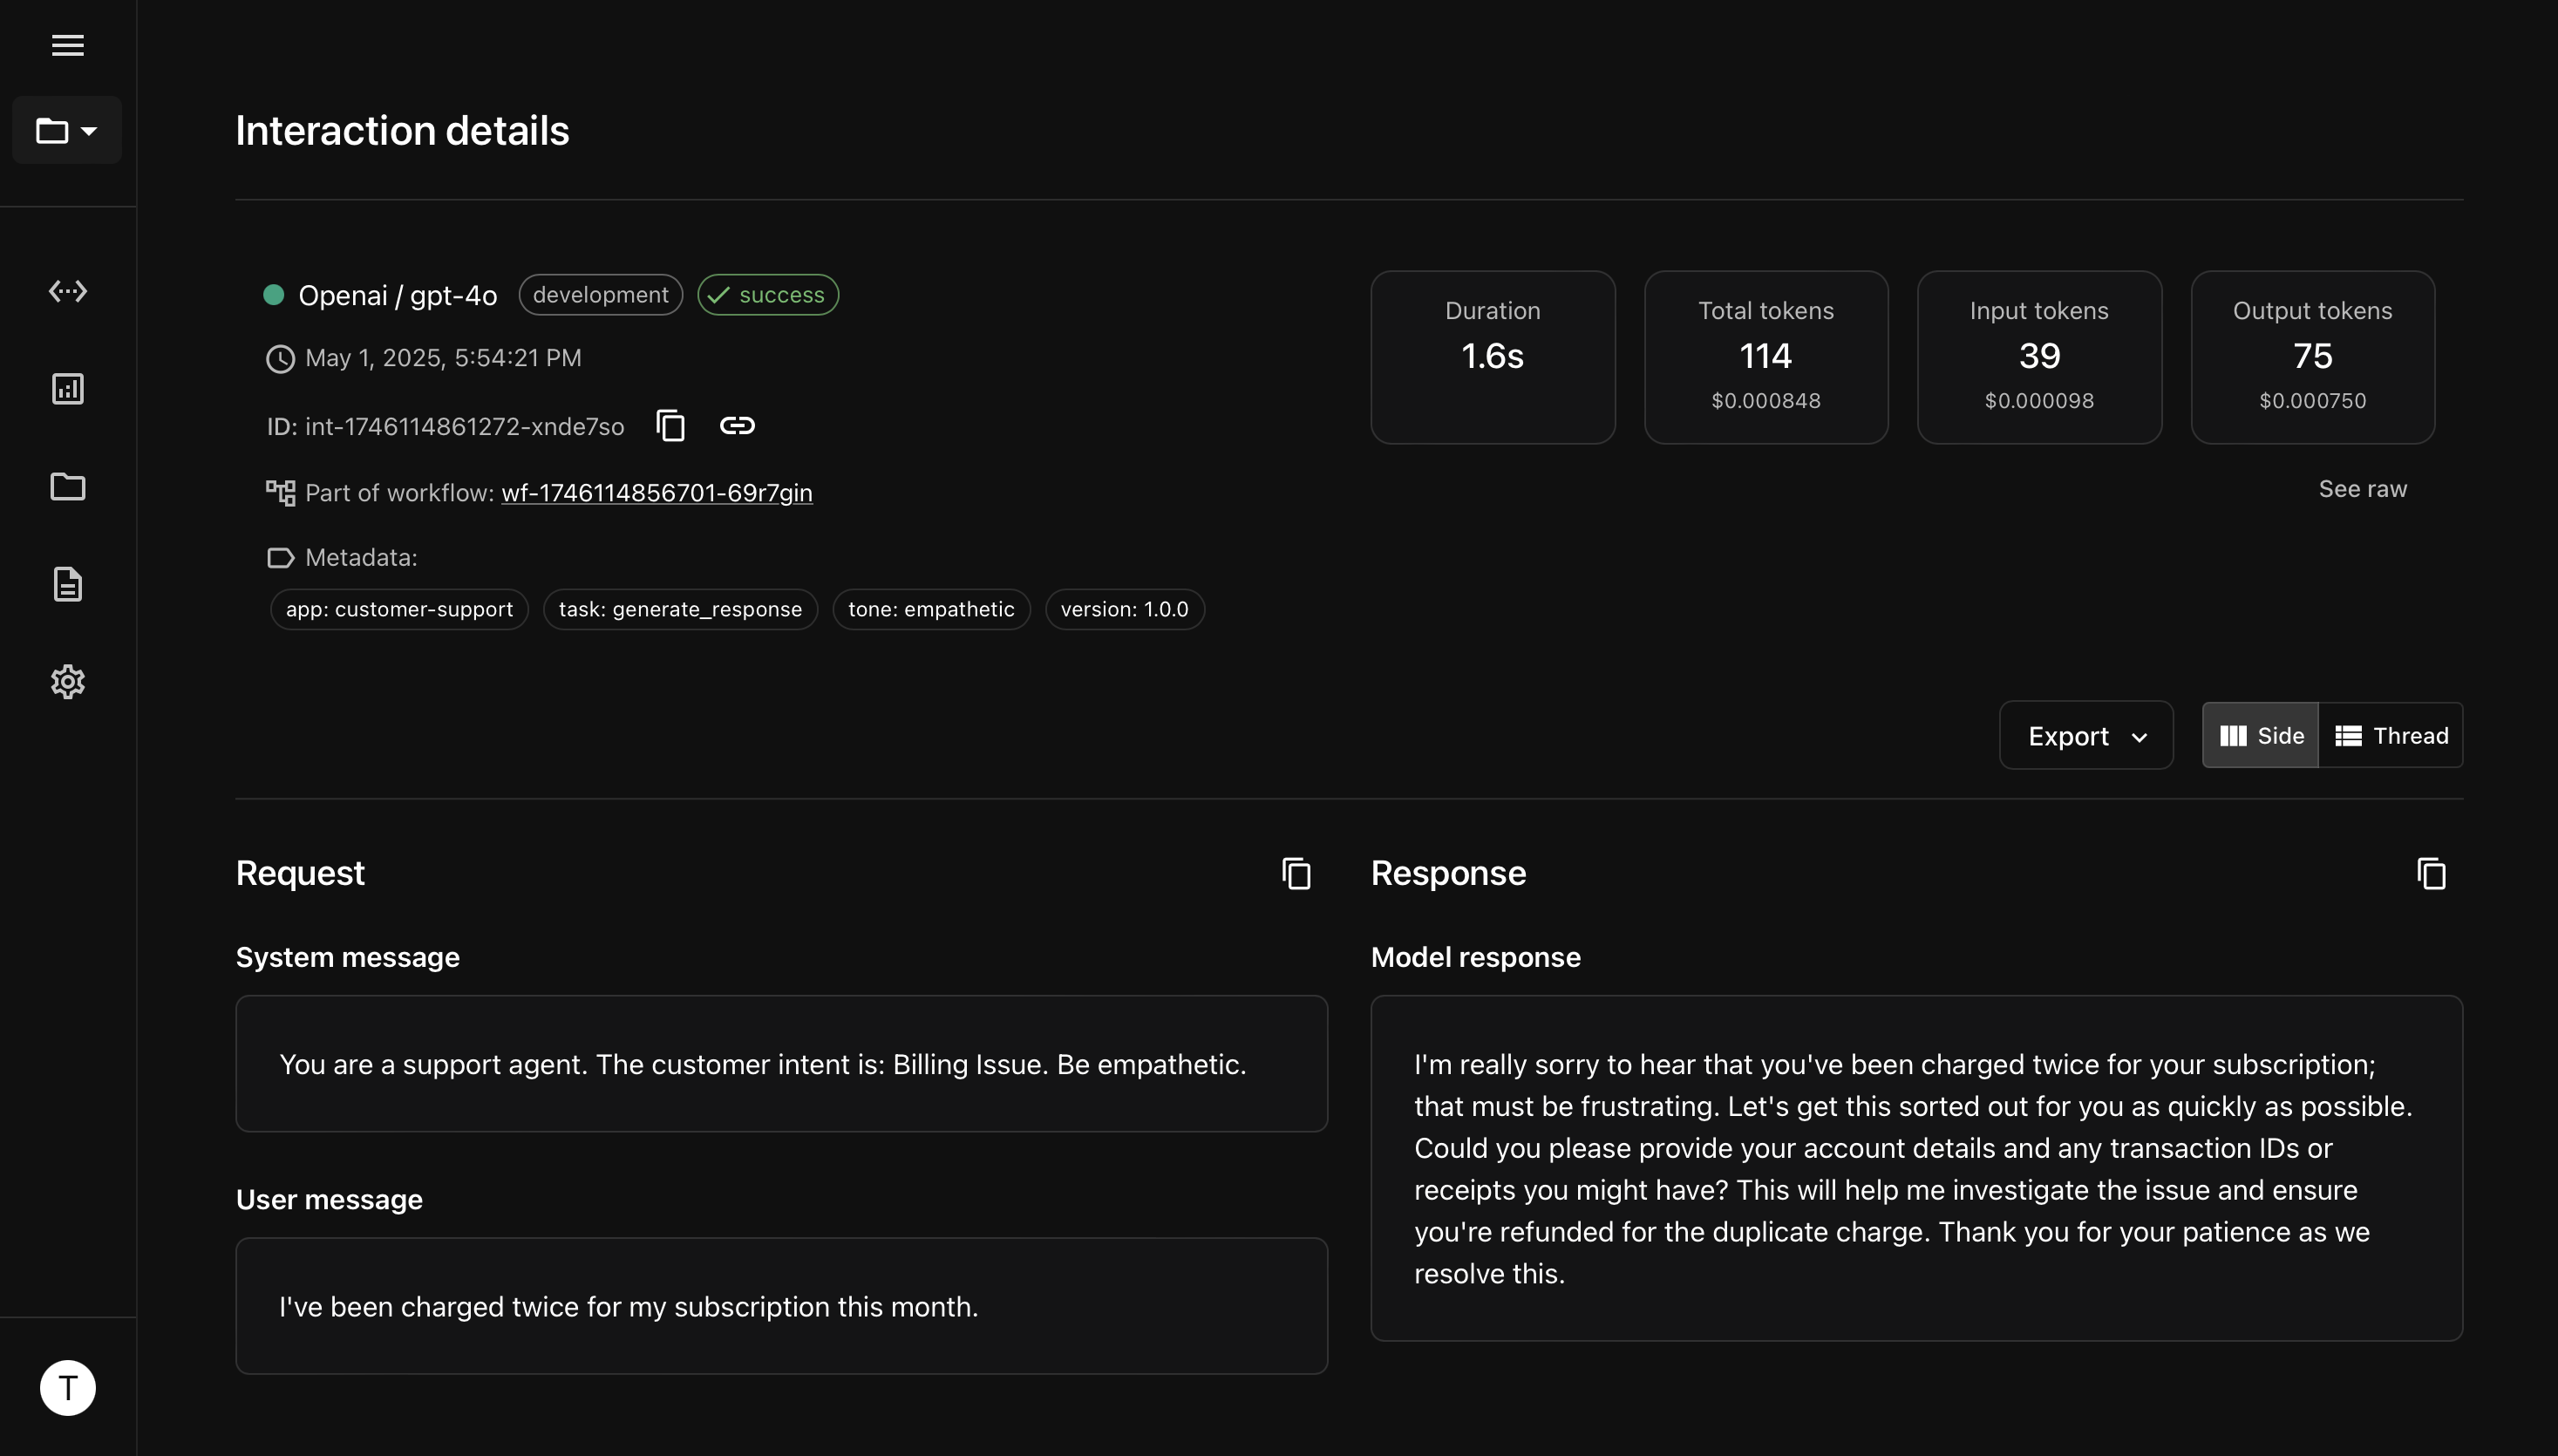 Interaction details
Openai / gpt-4o development success
May 1, 2025, 5:54:21 PM
ID: int-1746114861272-xnde7so
Part of workflow: wf-1746114856701-69r7gin
Metadata:
app: customer-support task: generate_response tone: empathetic version: 1.0.0
Duration
1.6s
Total tokens
114
$0.000848
Input tokens
39
$0.000098
Output tokens
75
$0.000750
See raw
Export Side Thread
Request
System message
You are a support agent. The customer intent is: Billing Issue. Be empathetic.
User message
I've been charged twice for my subscription this month.
Response
Model response
I'm really sorry to hear that you've been charged twice for your subscription;
that must be frustrating. Let's get this sorted out for you as quickly as possible.
Could you please provide your account details and any transaction IDs or
receipts you might have? This will help me investigate the issue and ensure
you're refunded for the duplicate charge. Thank you for your patience as we
resolve this.
T